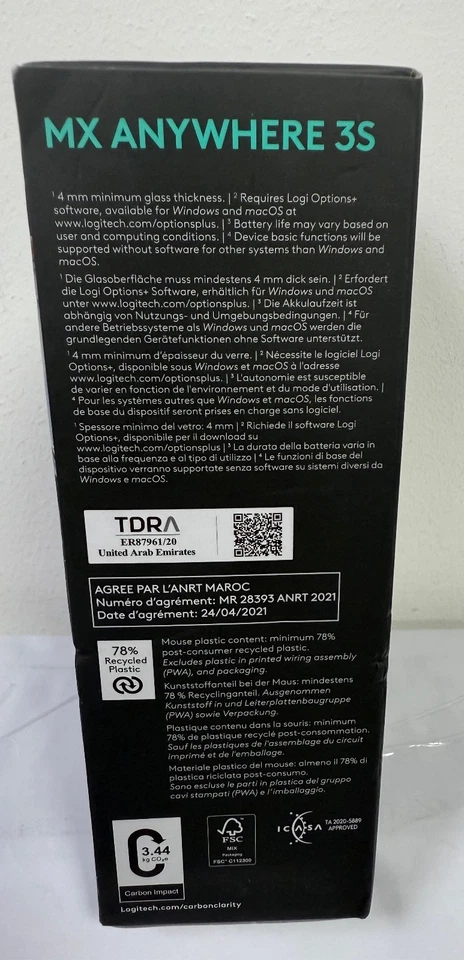 MX ANYWHERE 3S
¹ 4 mm minimum glass thickness. | ² Requires Logi Options+
software, available for Windows and macOS at
www.logitech.com/optionsplus. | ³ Battery life may vary based on
user and computing conditions. | ⁴ Device basic functions will be
supported without software for other systems than Windows and
macOS.
¹ Die Glasoberfläche muss mindestens 4 mm dick sein. | ² Erfordert
die Logi Options+ Software, erhältlich für Windows und macOS
unter www.logitech.com/optionsplus. | ³ Die Akkulaufzeit ist
abhängig von Nutzungs- und Umgebungsbedingungen. | ⁴ Für
andere Betriebssysteme als Windows und macOS werden die
grundlegenden Gerätefunktionen ohne Software unterstützt.
¹ 4 mm minimum d'épaisseur du verre. | ² Nécessite le logiciel Logi
Options+, disponible sous Windows et macOS à l'adresse
www.logitech.com/optionsplus. | ³ L'autonomie est susceptible
de varier en fonction de l'environnement et du mode d'utilisation. |
⁴ Pour les systèmes autres que Windows et macOS, les fonctions
de base du dispositif seront prises en charge sans logiciel.
¹ Spessore minimo del vetro: 4 mm | ² Richiede il software Logi
Options+, disponibile per il download su
www.logitech.com/optionsplus | ³ La durata della batteria varia in
base alla frequenza e al tipo di utilizzo | ⁴ Le funzioni di base del
dispositivo verranno supportate senza software su sistemi diversi da
Windows e macOS.
TDRA
ER87961/20
United Arab Emirates
AGREE PAR L'ANRT MAROC
Numéro d'agrément: MR 28393 ANRT 2021
Date d'agrément: 24/04/2021
78%
Recycled
Plastic
Mouse plastic content: minimum 78%
post-consumer recycled plastic.
Excludes plastic in printed wiring assembly
(PWA), and packaging.
Kunststoffanteil bei der Maus: mindestens
78 % Recyclinganteil. Ausgenommen
Kunststoff in und Leiterplattenbaugruppe
(PWA) sowie Verpackung.
Plastique contenu dans la souris: minimum
78% de plastique recyclé post-consommation.
Sauf les plastiques de l'assemblage du circuit
imprimé et de l'emballage.
Materiale plastico del mouse: almeno il 78% di
plastica riciclata post-consumo.
Sono escluse le parti in plastica del gruppo
cavi stampati (PWA) e l'imballaggio.
3.44
kg CO₂e
Carbon Impact
Logitech.com/carbonclarity
FSC
MIX
Packaging
FSC® C112300
ICASA
TA 2020-5889
APPROVED